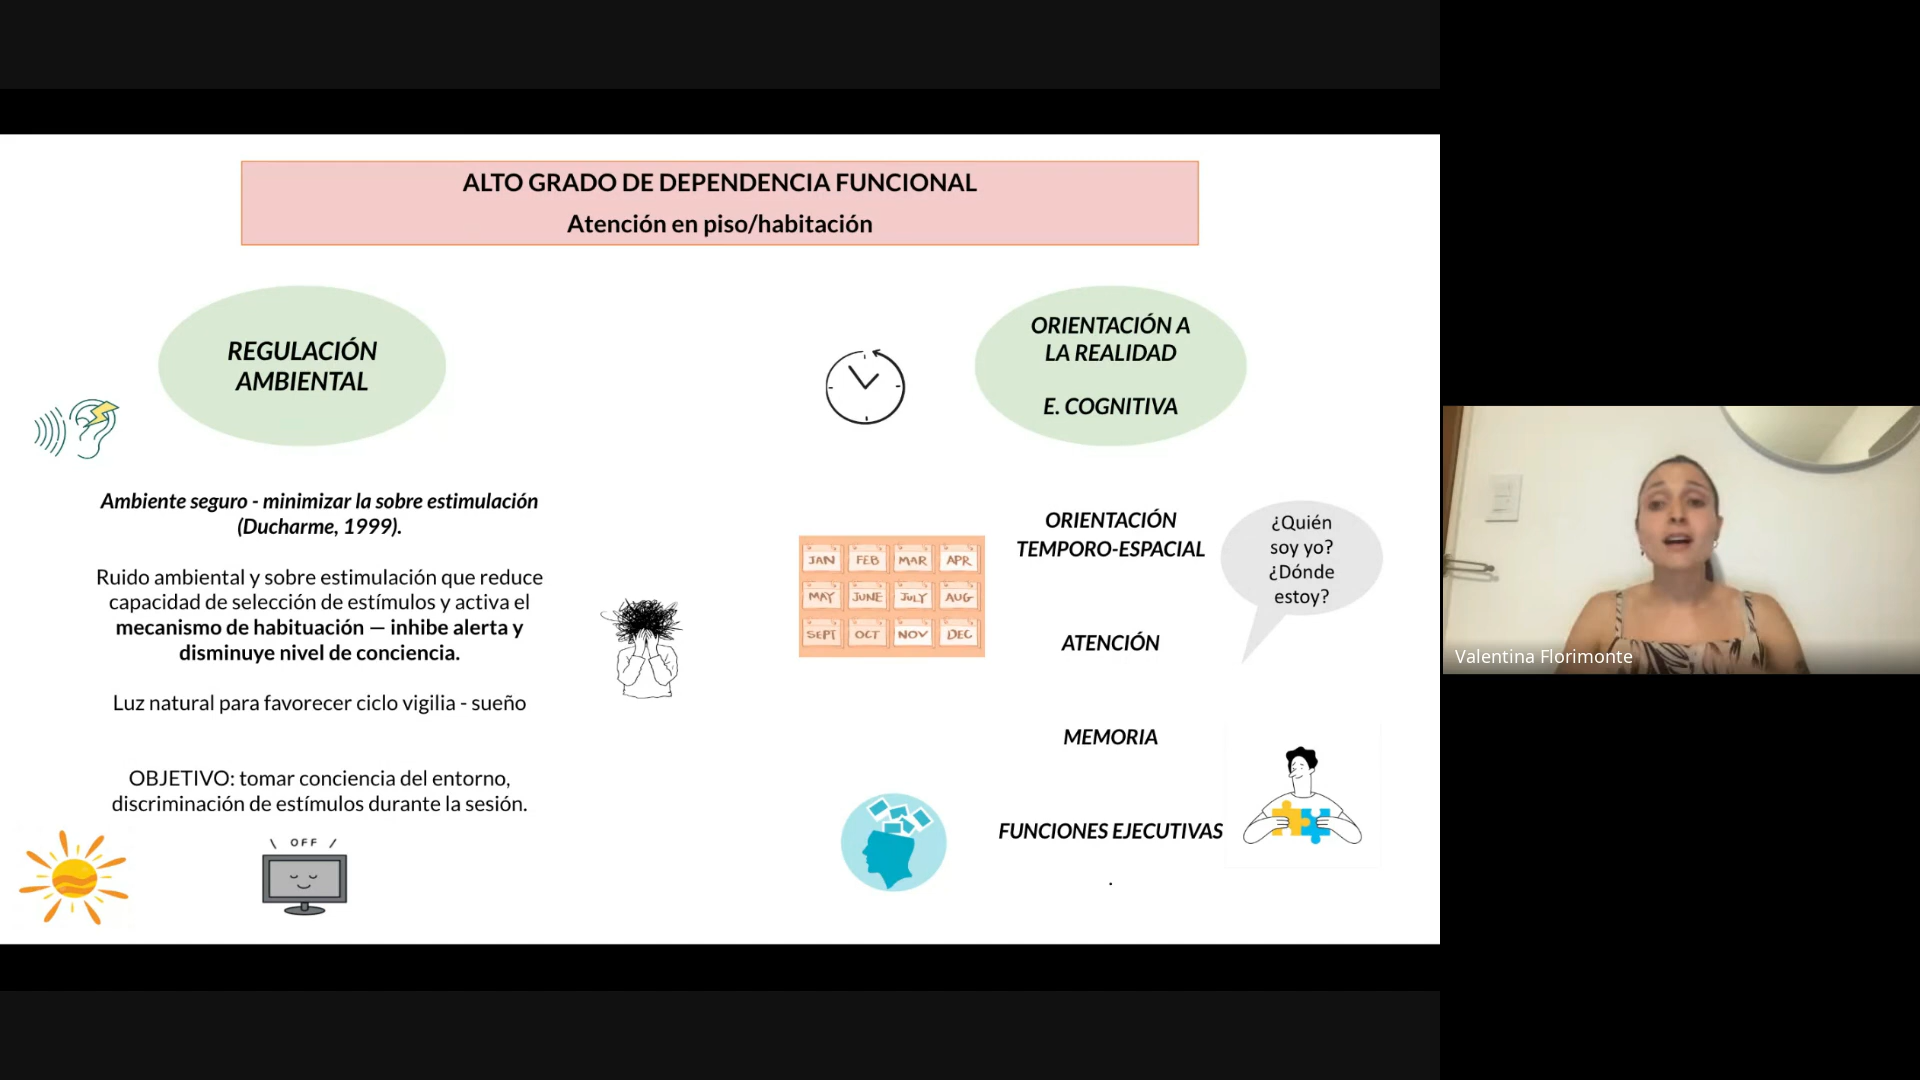 ALTO GRADO DE DEPENDENCIA FUNCIONAL
Atención en piso/habitación
REGULACIÓN
AMBIENTAL
Ambiente seguro - minimizar la sobre estimulación
(Ducharme, 1999).
Ruido ambiental y sobre estimulación que reduce
capacidad de selección de estímulos y activa el
mecanismo de habituación — inhibe alerta y
disminuye nivel de conciencia.
Luz natural para favorecer ciclo vigilia - sueño
OBJETIVO: tomar conciencia del entorno,
discriminación de estímulos durante la sesión.
OFF
ORIENTACIÓN A
LA REALIDAD
E. COGNITIVA
JAN FEB MAR APR
MAY JUNE JULY AUG
SEPT OCT NOV DEC
ORIENTACIÓN
TEMPORO-ESPACIAL
¿Quién
soy yo?
¿Dónde
estoy?
ATENCIÓN
MEMORIA
FUNCIONES EJECUTIVAS
.
Valentina Florimonte